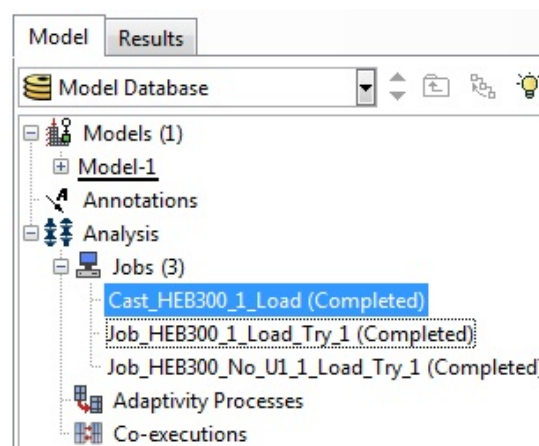 Model Results
Model Database
Models (1)
Model-1
Annotations
Analysis
Jobs (3)
Cast_HEB300_1_Load (Completed)
Job_HEB300_1_Load_Try_1 (Completed)
Job_HEB300_No_U1_1_Load_Try_1 (Completed)
Adaptivity Processes
Co-executions